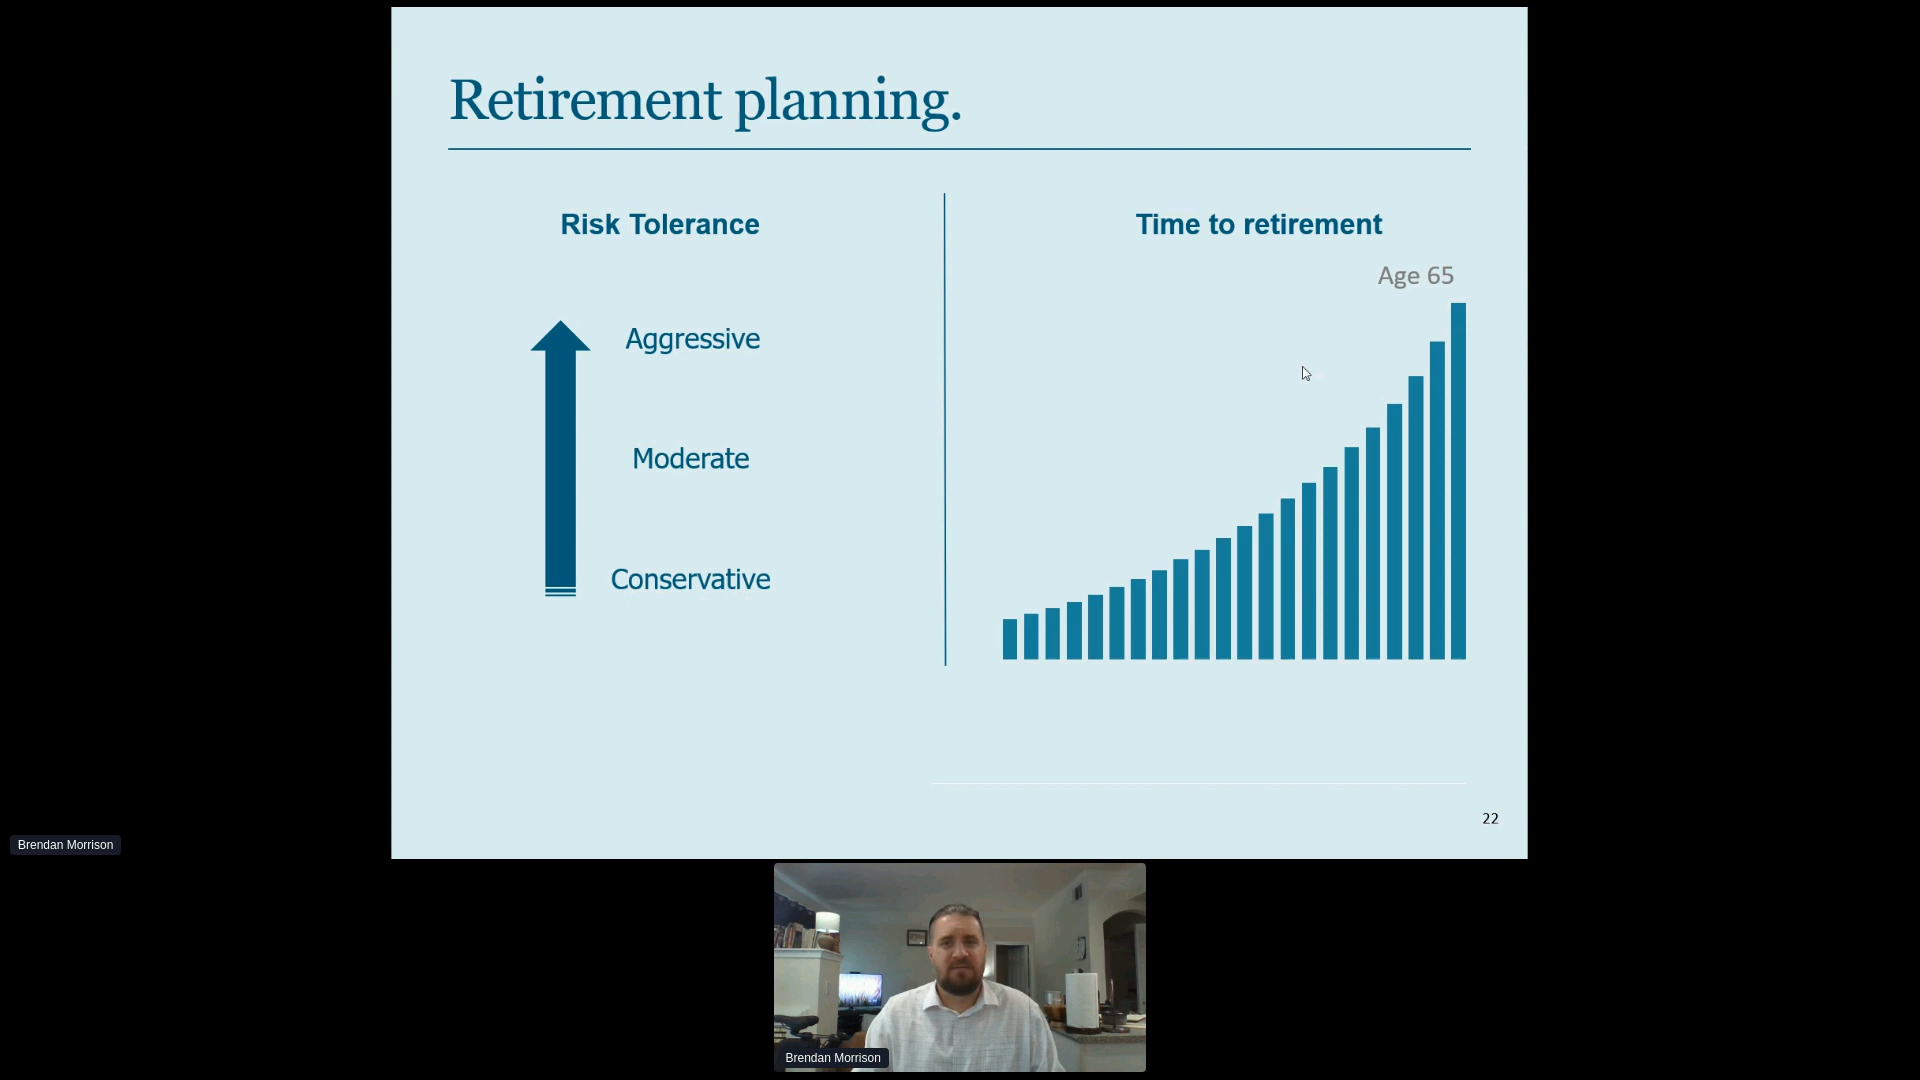 Retirement planning.
Risk Tolerance
Time to retirement
Age 65
Aggressive
Moderate
Conservative
22
Brendan Morrison
Brendan Morrison